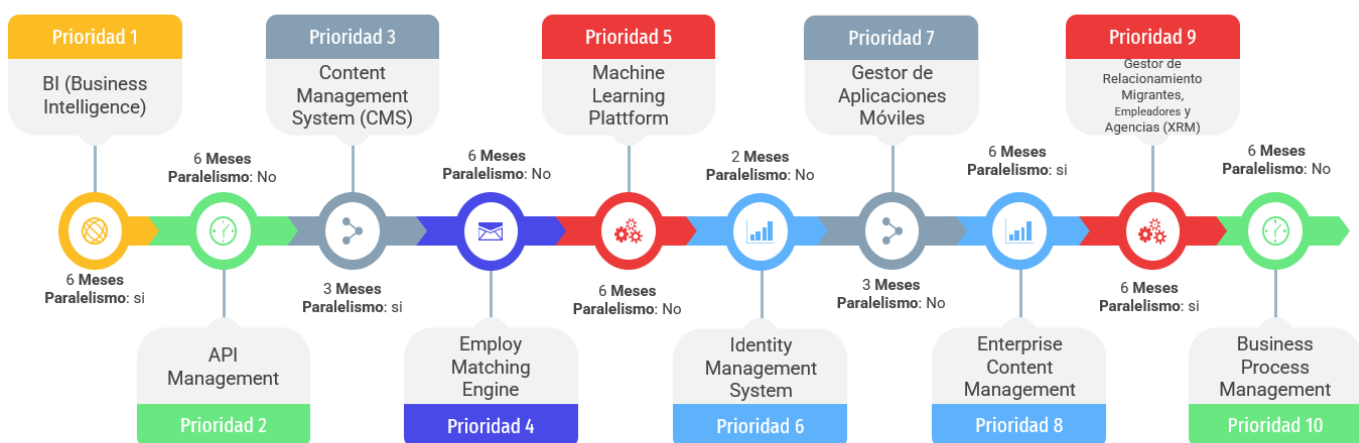 Prioridad 1
BI (Business
Intelligence)
6 Meses
Paralelismo: si
6 Meses
Paralelismo: No
API
Management
Prioridad 2
Prioridad 3
Content
Management
System (CMS)
3 Meses
Paralelismo: si
6 Meses
Paralelismo: No
Employ
Matching
Engine
Prioridad 4
Prioridad 5
Machine
Learning
Plattform
6 Meses
Paralelismo: No
2 Meses
Paralelismo: No
Identity
Management
System
Prioridad 6
Prioridad 7
Gestor de
Aplicaciones
Móviles
3 Meses
Paralelismo: No
6 Meses
Paralelismo: si
Enterprise
Content
Management
Prioridad 8
Prioridad 9
Gestor de
Relacionamiento
Migrantes,
Empleadores y
Agencias (XRM)
6 Meses
Paralelismo: si
6 Meses
Paralelismo: No
Business
Process
Management
Prioridad 10